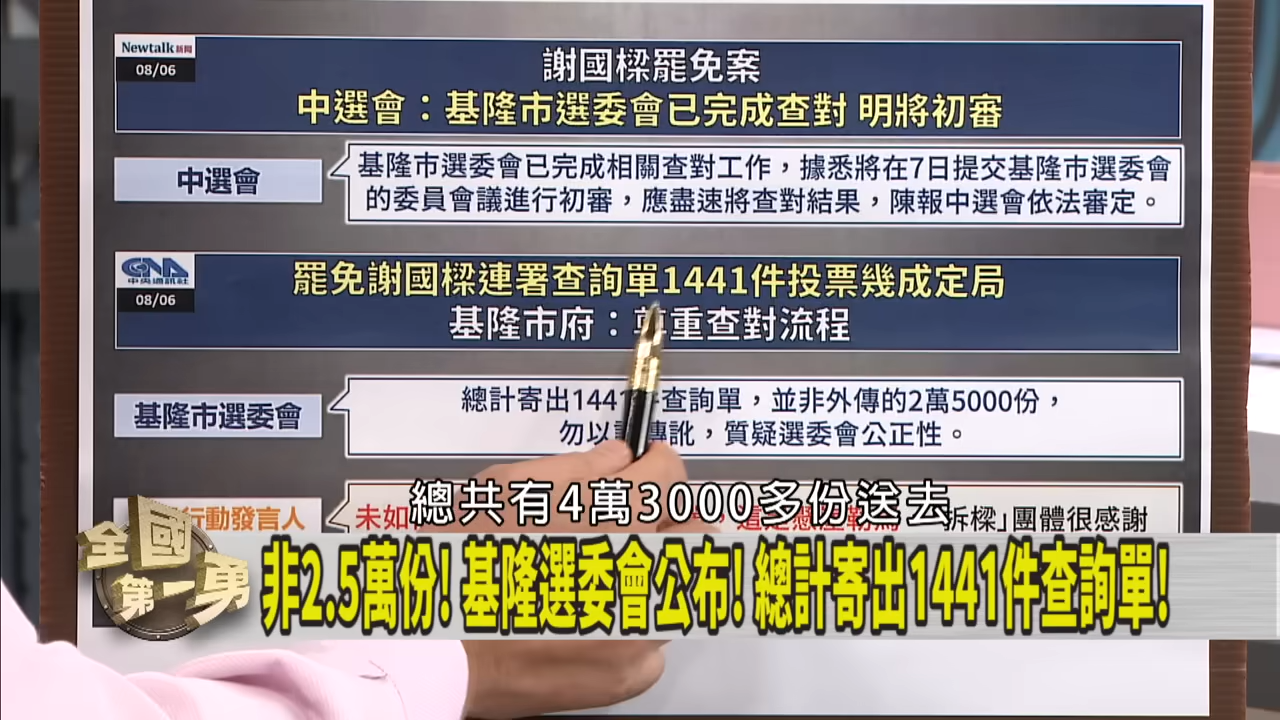 Newtalk新聞
08/06
謝國樑罷免案
中選會：基隆市選委會已完成查對 明將初審
中選會
基隆市選委會已完成相關查對工作，據悉將在7日提交基隆市選委會
的委員會議進行初審，應盡速將查對結果，陳報中選會依法審定。
CNA
中央通訊社
08/06
罷免謝國樑連署查詢單1441件投票幾成定局
基隆市府：尊重查對流程
基隆市選委會
總計寄出1441件查詢單，並非外傳的2萬5000份，
勿以 傳訛，質疑選委會公正性。
行動發言人
未如
拆樑」團體很感謝
總共有4萬3000多份送去
全國第一勇
非2.5萬份! 基隆選委會公布! 總計寄出1441件查詢單!